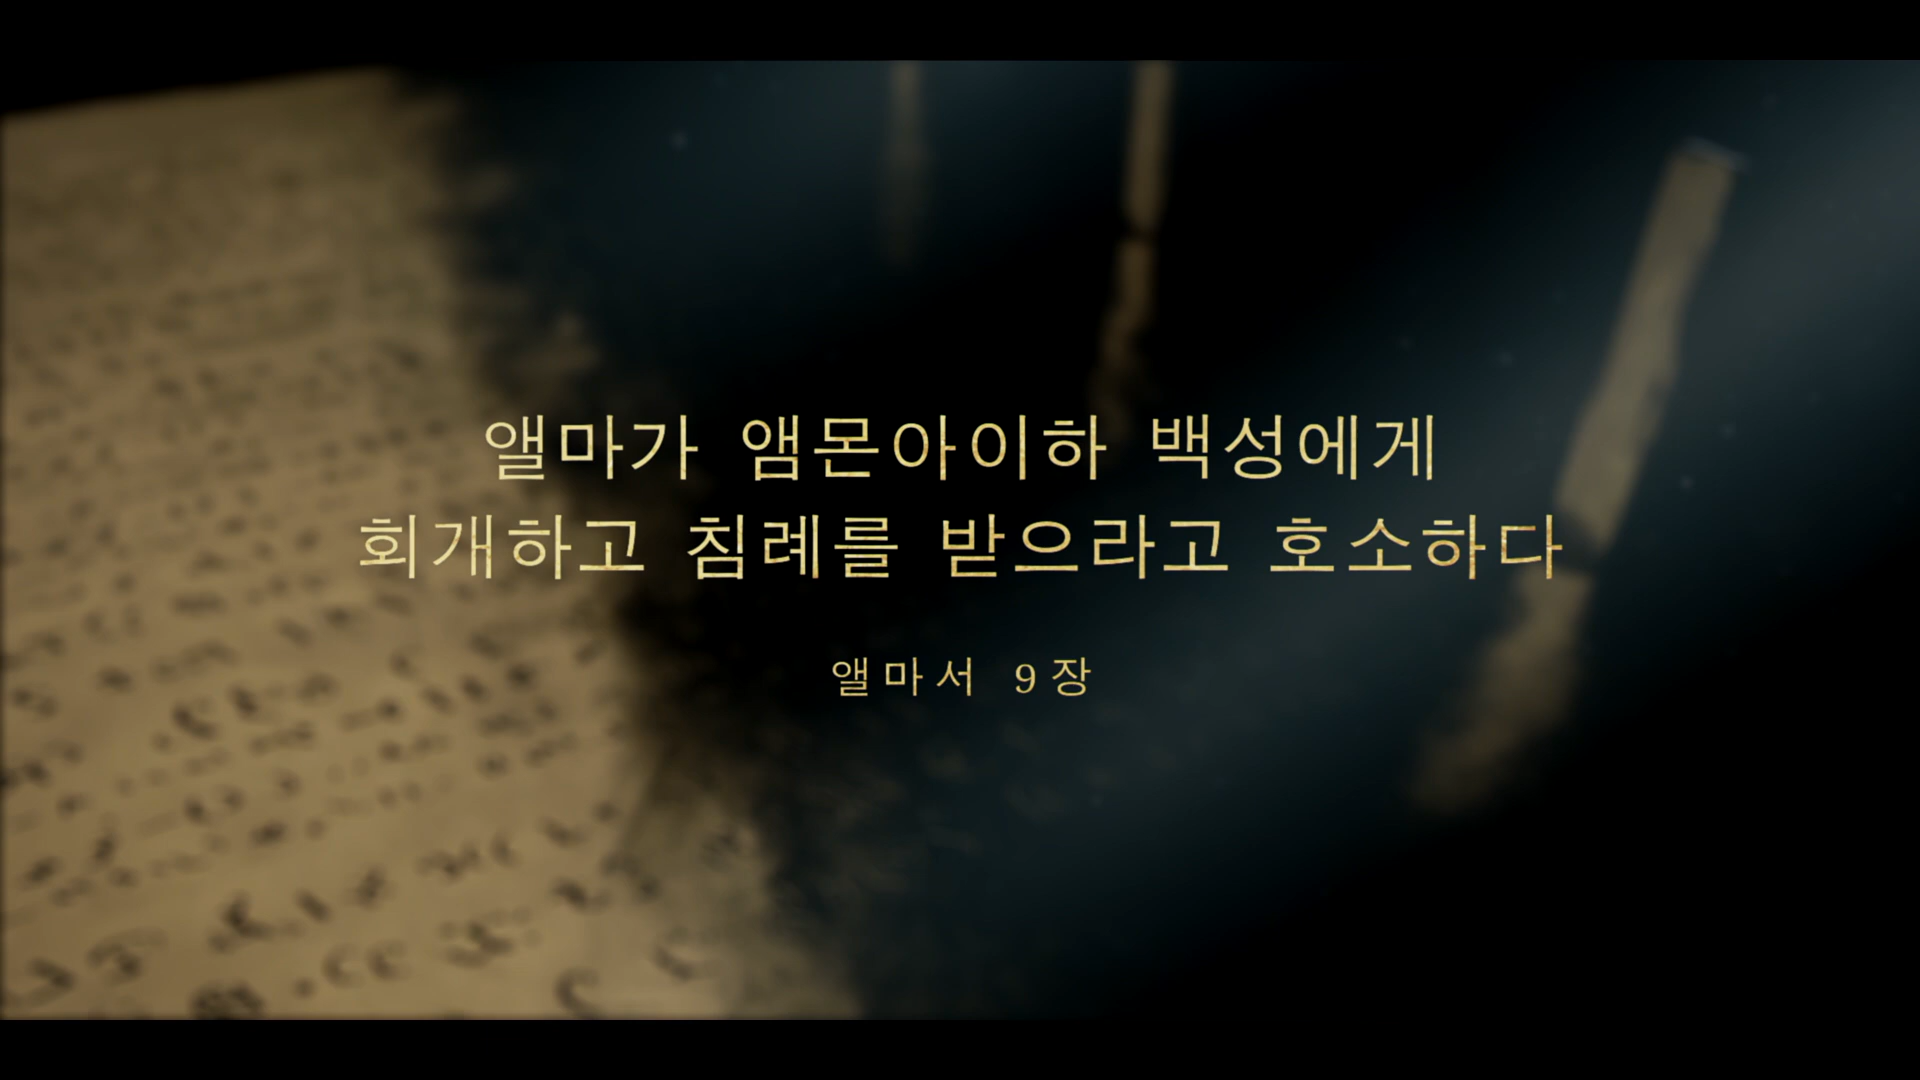 앨마가 앰몬아이하 백성에게
회개하고 침례를 받으라고 호소하다
앨마서 9장